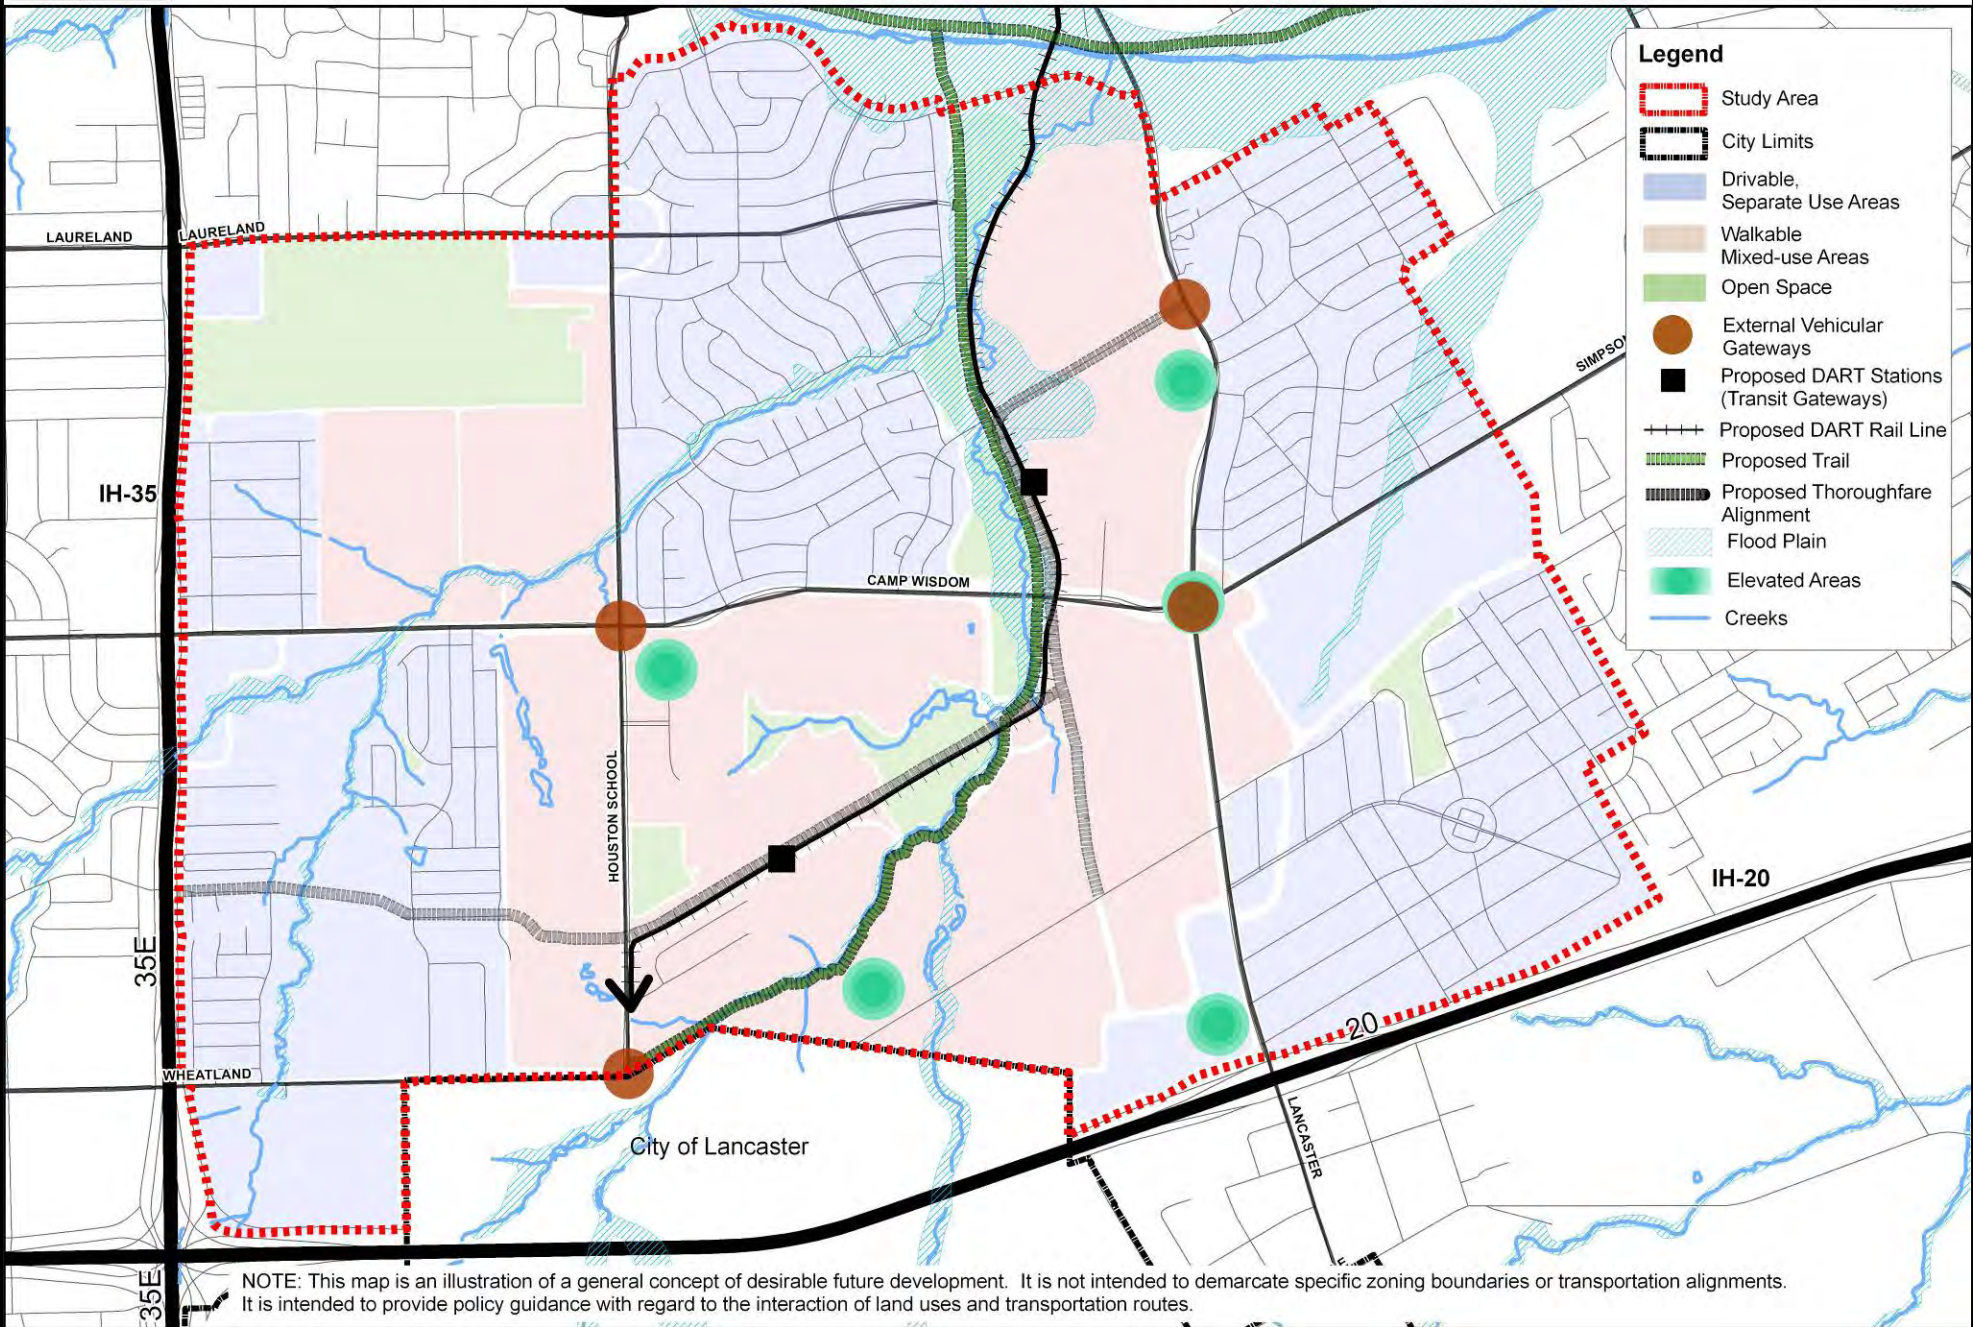 Legend
Study Area
City Limits
Drivable,
Separate Use Areas
Walkable
Mixed-use Areas
Open Space
External Vehicular
Gateways
Proposed DART Stations
(Transit Gateways)
Proposed DART Rail Line
Proposed Trail
Proposed Thoroughfare
Alignment
Flood Plain
Elevated Areas
Creeks
LAURELAND
LAURELAND
SIMPSO
IH-35
CAMP WISDOM
HOUSTON SCHOOL
IH-20
35E
20
WHEATLAND
LANCASTER
City of Lancaster
35E
NOTE: This map is an illustration of a general concept of desirable future development. It is not intended to demarcate specific zoning boundaries or transportation alignments.
It is intended to provide policy guidance with regard to the interaction of land uses and transportation routes.